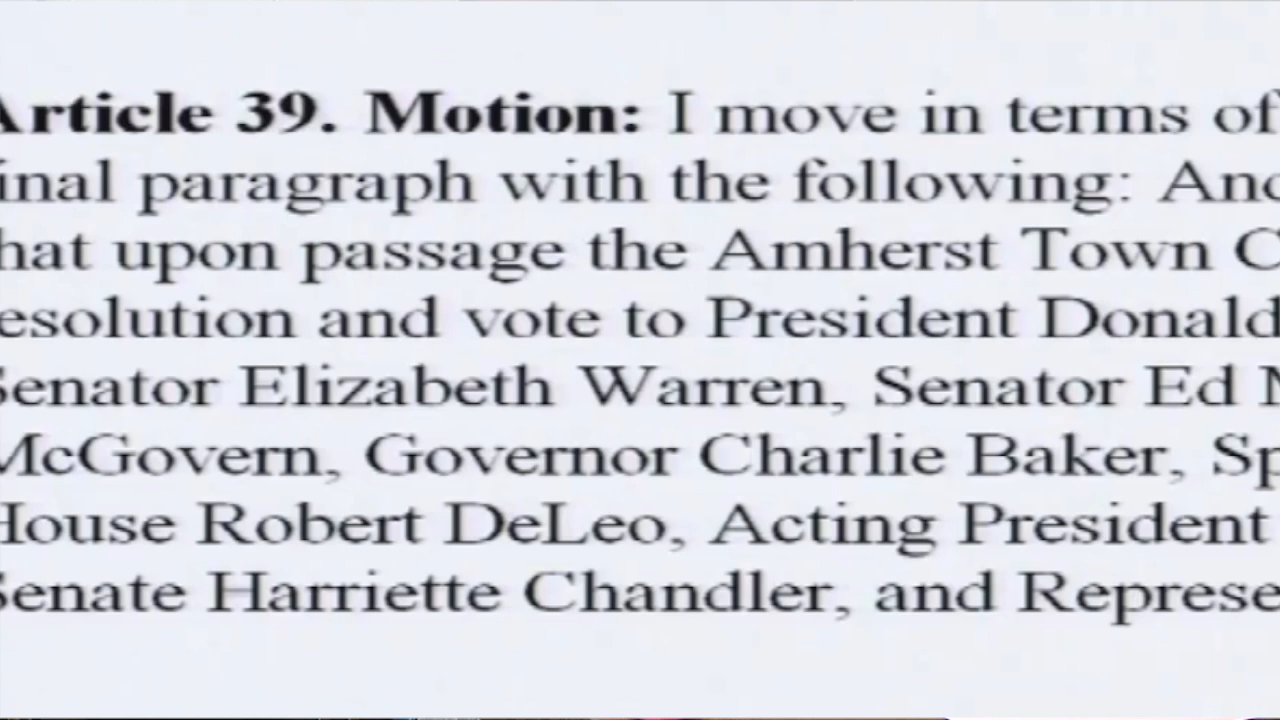 Article 39. Motion: I move in terms of
inal paragraph with the following: And
hat upon passage the Amherst Town C
esolution and vote to President Donald
Senator Elizabeth Warren, Senator Ed M
McGovern, Governor Charlie Baker, Sp
House Robert DeLeo, Acting President
Senate Harriette Chandler, and Represe